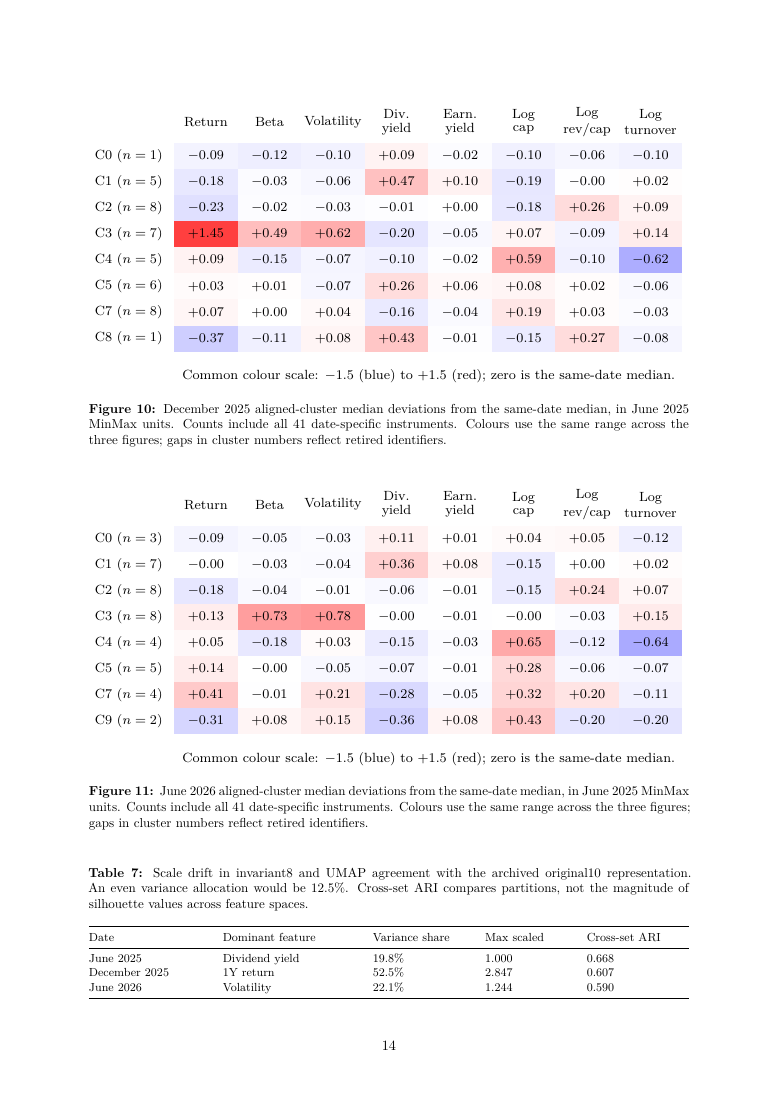 Return Beta Volatility Div. yield Earn. yield Log cap Log rev/cap Log turnover
C0 (n = 1) −0.09 −0.12 −0.10 +0.09 −0.02 −0.10 −0.06 −0.10
C1 (n = 5) −0.18 −0.03 −0.06 +0.47 +0.10 −0.19 −0.00 +0.02
C2 (n = 8) −0.23 −0.02 −0.03 −0.01 +0.00 −0.18 +0.26 +0.09
C3 (n = 7) +1.45 +0.49 +0.62 −0.20 −0.05 +0.07 −0.09 +0.14
C4 (n = 5) +0.09 −0.15 −0.07 −0.10 −0.02 +0.59 −0.10 −0.62
C5 (n = 6) +0.03 +0.01 −0.07 +0.26 +0.06 +0.08 +0.02 −0.06
C7 (n = 8) +0.07 +0.00 +0.04 −0.16 −0.04 +0.19 +0.03 −0.03
C8 (n = 1) −0.37 −0.11 +0.08 +0.43 −0.01 −0.15 +0.27 −0.08
Common colour scale: −1.5 (blue) to +1.5 (red); zero is the same-date median.
Figure 10: December 2025 aligned-cluster median deviations from the same-date median, in June 2025
MinMax units. Counts include all 41 date-specific instruments. Colours use the same range across the
three figures; gaps in cluster numbers reflect retired identifiers.
Return Beta Volatility Div. yield Earn. yield Log cap Log rev/cap Log turnover
C0 (n = 3) −0.09 −0.05 −0.03 +0.11 +0.01 +0.04 +0.05 −0.12
C1 (n = 7) −0.00 −0.03 −0.04 +0.36 +0.08 −0.15 +0.00 +0.02
C2 (n = 8) −0.18 −0.04 −0.01 −0.06 −0.01 −0.15 +0.24 +0.07
C3 (n = 8) +0.13 +0.73 +0.78 −0.00 −0.01 −0.00 −0.03 +0.15
C4 (n = 4) +0.05 −0.18 +0.03 −0.15 −0.03 +0.65 −0.12 −0.64
C5 (n = 5) +0.14 −0.00 −0.05 −0.07 −0.01 +0.28 −0.06 −0.07
C7 (n = 4) +0.41 −0.01 +0.21 −0.28 −0.05 +0.32 +0.20 −0.11
C9 (n = 2) −0.31 +0.08 +0.15 −0.36 +0.08 +0.43 −0.20 −0.20
Common colour scale: −1.5 (blue) to +1.5 (red); zero is the same-date median.
Figure 11: June 2026 aligned-cluster median deviations from the same-date median, in June 2025 MinMax
units. Counts include all 41 date-specific instruments. Colours use the same range across the three figures;
gaps in cluster numbers reflect retired identifiers.
Table 7: Scale drift in invariant8 and UMAP agreement with the archived original10 representation.
An even variance allocation would be 12.5%. Cross-set ARI compares partitions, not the magnitude of
silhouette values across feature spaces.
Date Dominant feature Variance share Max scaled Cross-set ARI
June 2025 Dividend yield 19.8% 1.000 0.668
December 2025 1Y return 52.5% 2.847 0.607
June 2026 Volatility 22.1% 1.244 0.590
14